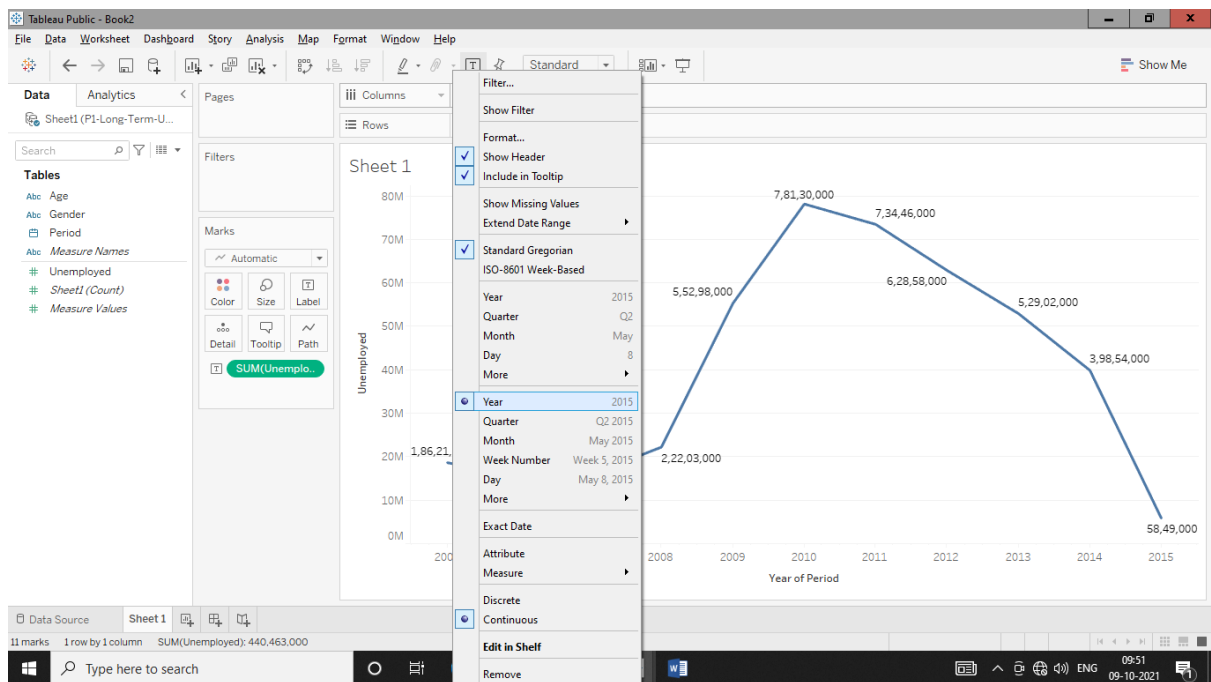 Tableau Public - Book2
File Data Worksheet Dashboard Story Analysis Map Format Window Help
Standard
Show Me
Data Analytics
Sheet1 (P1-Long-Term-U...
Search
Tables
Abc Age
Abc Gender
Period
Abc Measure Names
# Unemployed
# Sheet1 (Count)
# Measure Values
Pages
Filters
Marks
Automatic
Color Size Label
Detail Tooltip Path
T SUM(Unemplo..
iii Columns
Rows
Filter...
Show Filter
Format...
Show Header
Include in Tooltip
Show Missing Values
Extend Date Range
Standard Gregorian
ISO-8601 Week-Based
Year 2015
Quarter Q2
Month May
Day 8
More
Year 2015
Quarter Q2 2015
Month May 2015
Week Number Week 5, 2015
Day May 8, 2015
More
Exact Date
Attribute
Measure
Discrete
Continuous
Edit in Shelf
Remove
Sheet 1
80M
70M
60M
50M
40M
30M
20M
10M
0M
Unemployed
1,86,21,
2,22,03,000
5,52,98,000
7,81,30,000
7,34,46,000
6,28,58,000
5,29,02,000
3,98,54,000
58,49,000
200
2008 2009 2010 2011 2012 2013 2014 2015
Year of Period
Data Source Sheet 1
11 marks 1 row by 1 column SUM(Unemployed): 440,463,000
Type here to search
ENG
09:51
09-10-2021